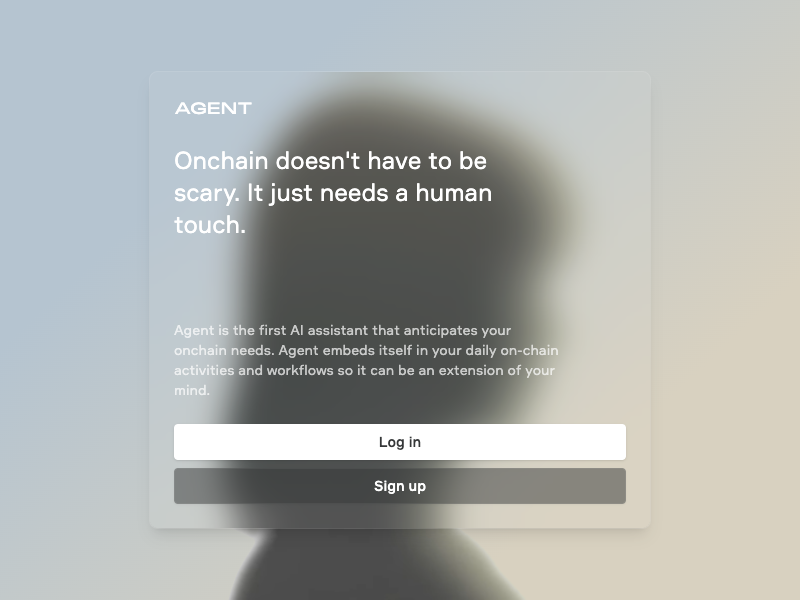 AGENT
Onchain doesn't have to be
scary. It just needs a human
touch.
Agent is the first AI assistant that anticipates your
onchain needs. Agent embeds itself in your daily on-chain
activities and workflows so it can be an extension of your
mind.
Log in
Sign up